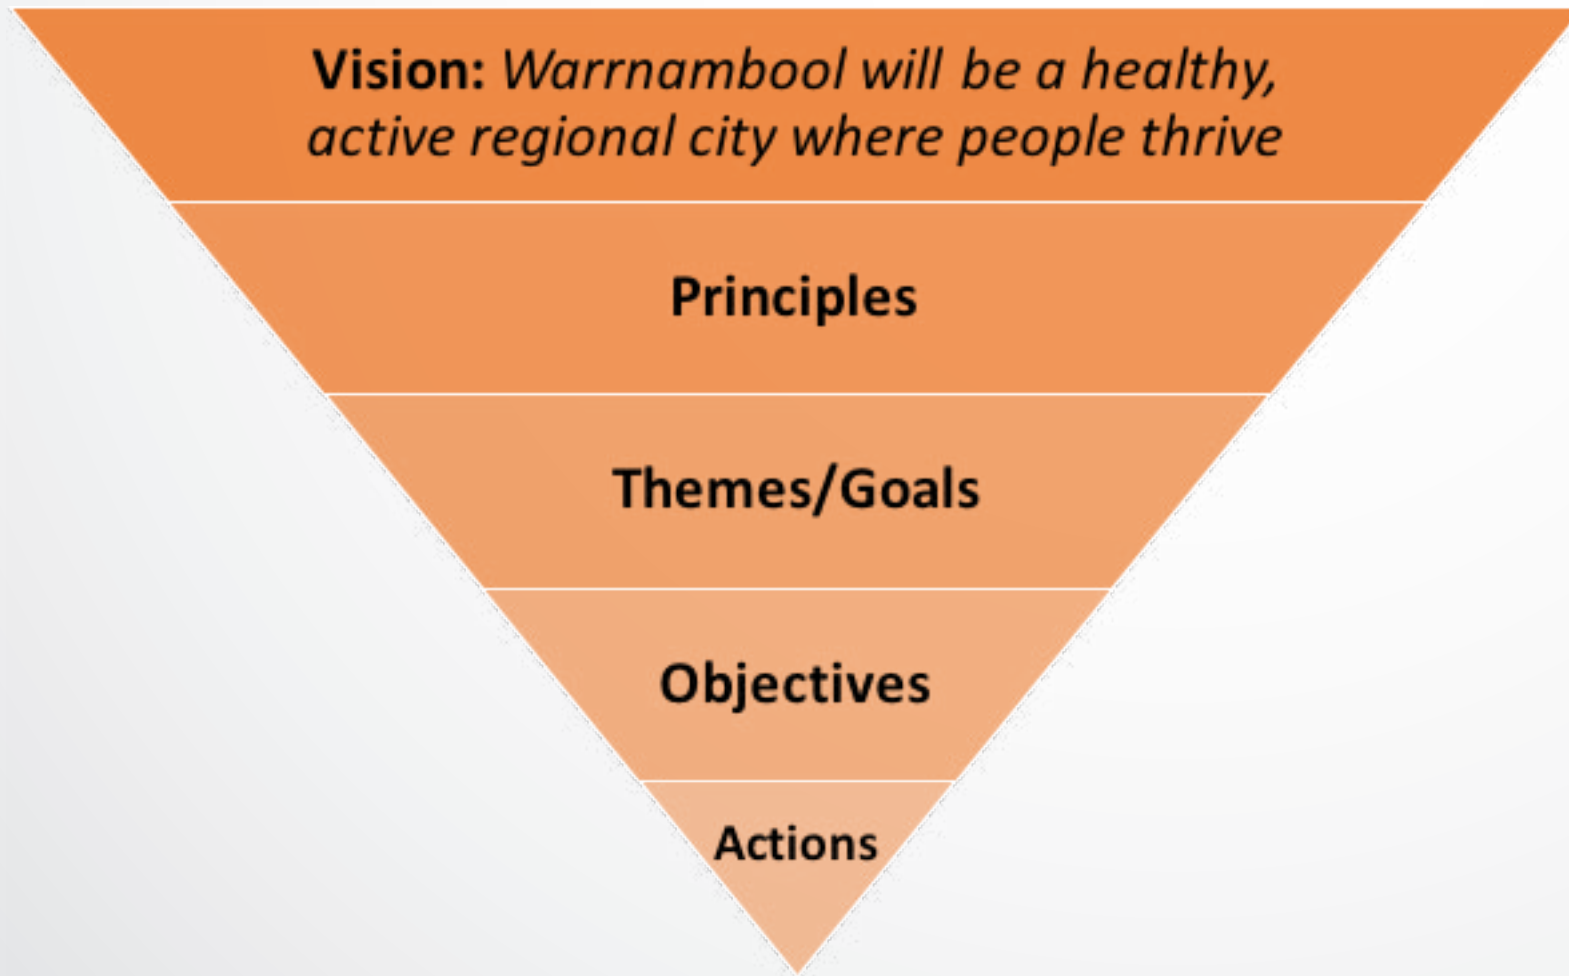 Vision: Warrnambool will be a healthy,
active regional city where people thrive
Principles
Themes/Goals
Objectives
Actions